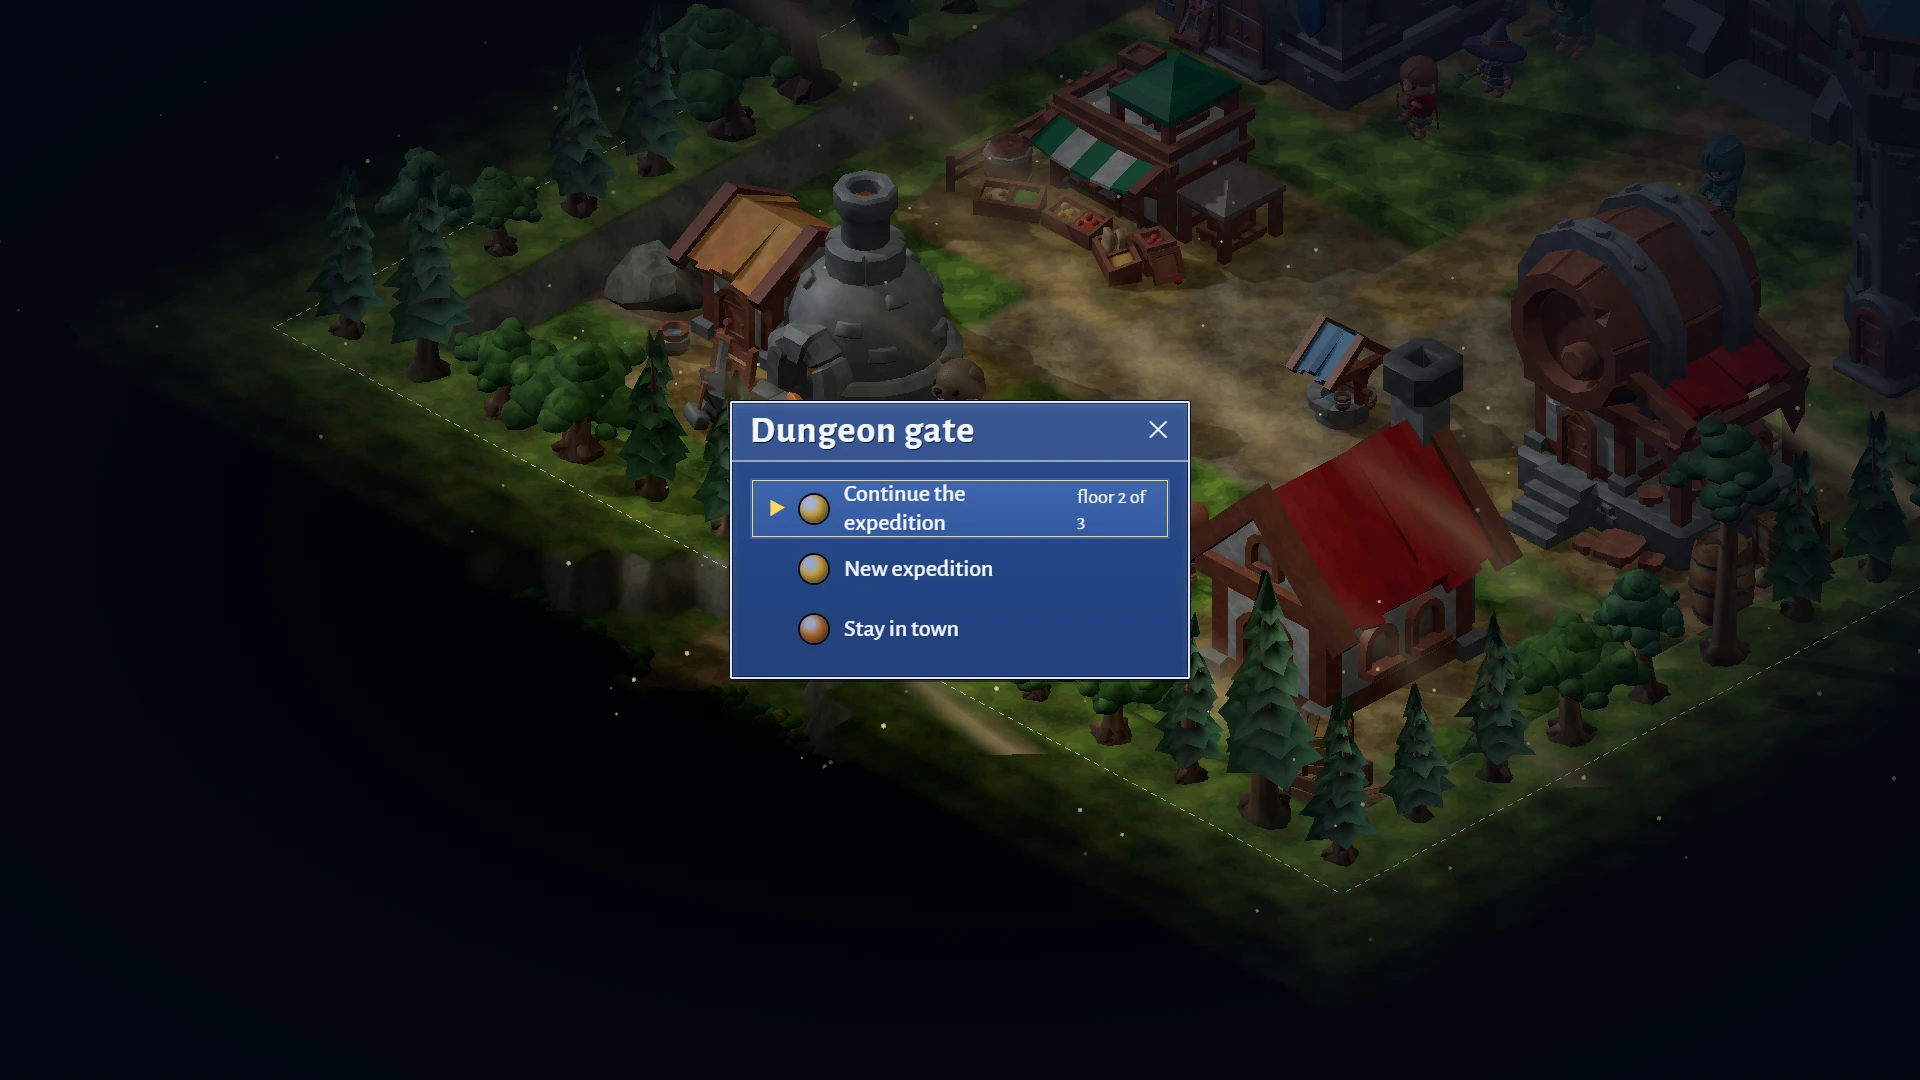 Dungeon gate
Continue the floor 2 of
expedition 3
New expedition
Stay in town